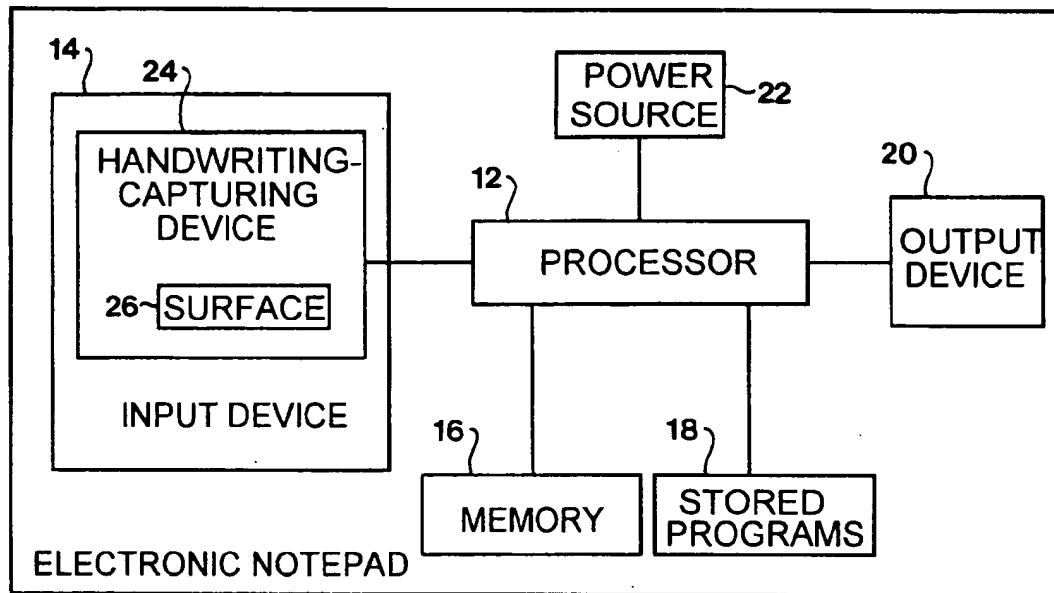 14
24
HANDWRITING-
CAPTURING
DEVICE
26 SURFACE
INPUT DEVICE
POWER
SOURCE
22
12
PROCESSOR
20
OUTPUT
DEVICE
16
MEMORY
18
STORED
PROGRAMS
ELECTRONIC NOTEPAD